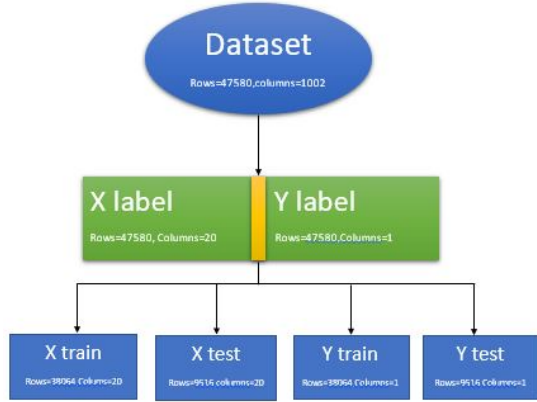 Dataset
Rows=47580,columns=1002
X label
Rows=47580, Columns=20
Y label
Rows=47580,Columns=1
X train
Rows=38064 Columns=20
X test
Rows=9516 columns=20
Y train
Rows=38064 Columns=1
Y test
Rows=9516 Columns=1